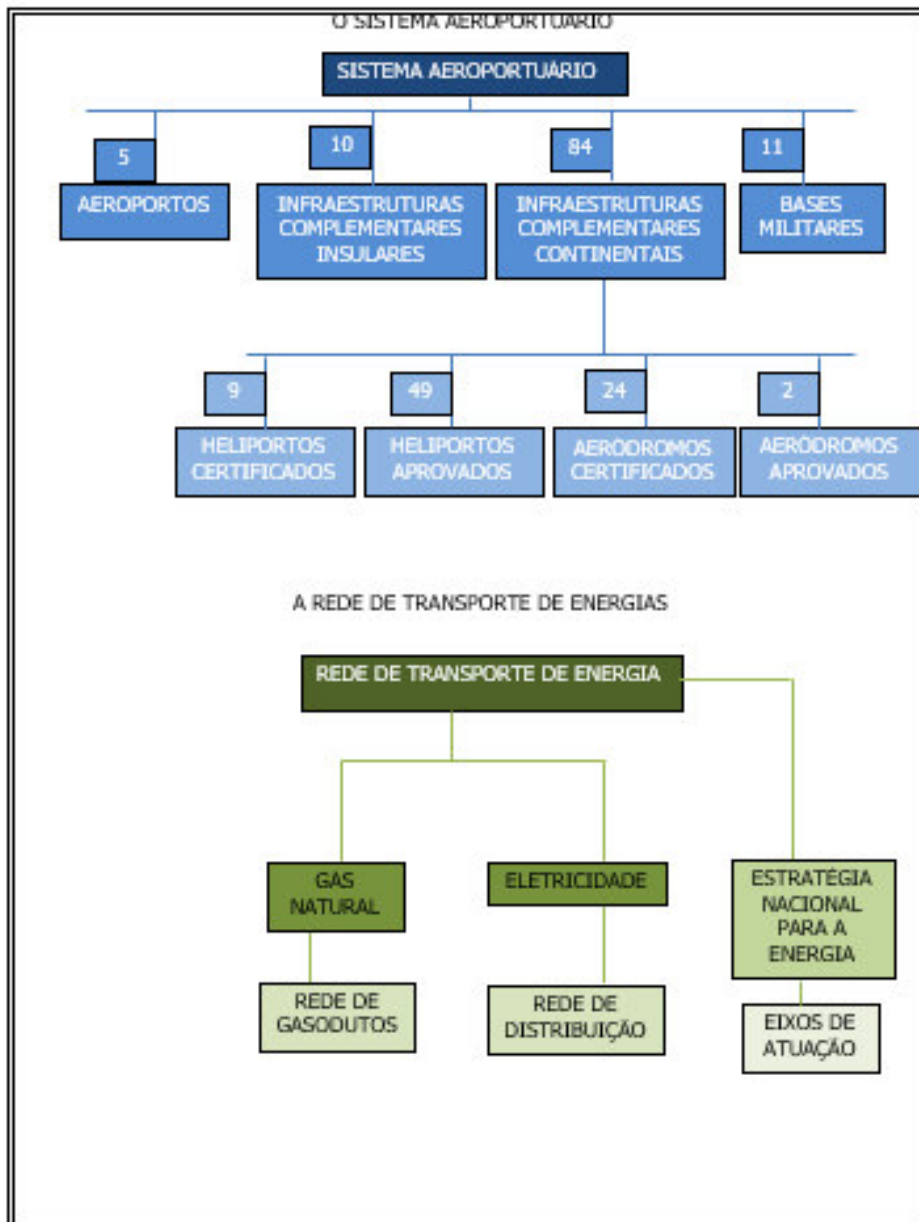 O SISTEMA AEROPORTUÁRIO
SISTEMA AEROPORTUÁRIO
5
10
84
11
AEROPORTOS
INFRAESTRUTURAS
COMPLEMENTARES
INSULARES
INFRAESTRUTURAS
COMPLEMENTARES
CONTINENTAIS
BASES
MILITARES
9
49
24
2
HELIPORTOS
CERTIFICADOS
HELIPORTOS
APROVADOS
AERÓDROMOS
CERTIFICADOS
AERÓDROMOS
APROVADOS
A REDE DE TRANSPORTE DE ENERGIAS
REDE DE TRANSPORTE DE ENERGIA
GÁS
NATURAL
ELETRICIDADE
ESTRATÉGIA
NACIONAL
PARA A
ENERGIA
REDE DE
GASODUTOS
REDE DE
DISTRIBUIÇÃO
EIXOS DE
ATUAÇÃO